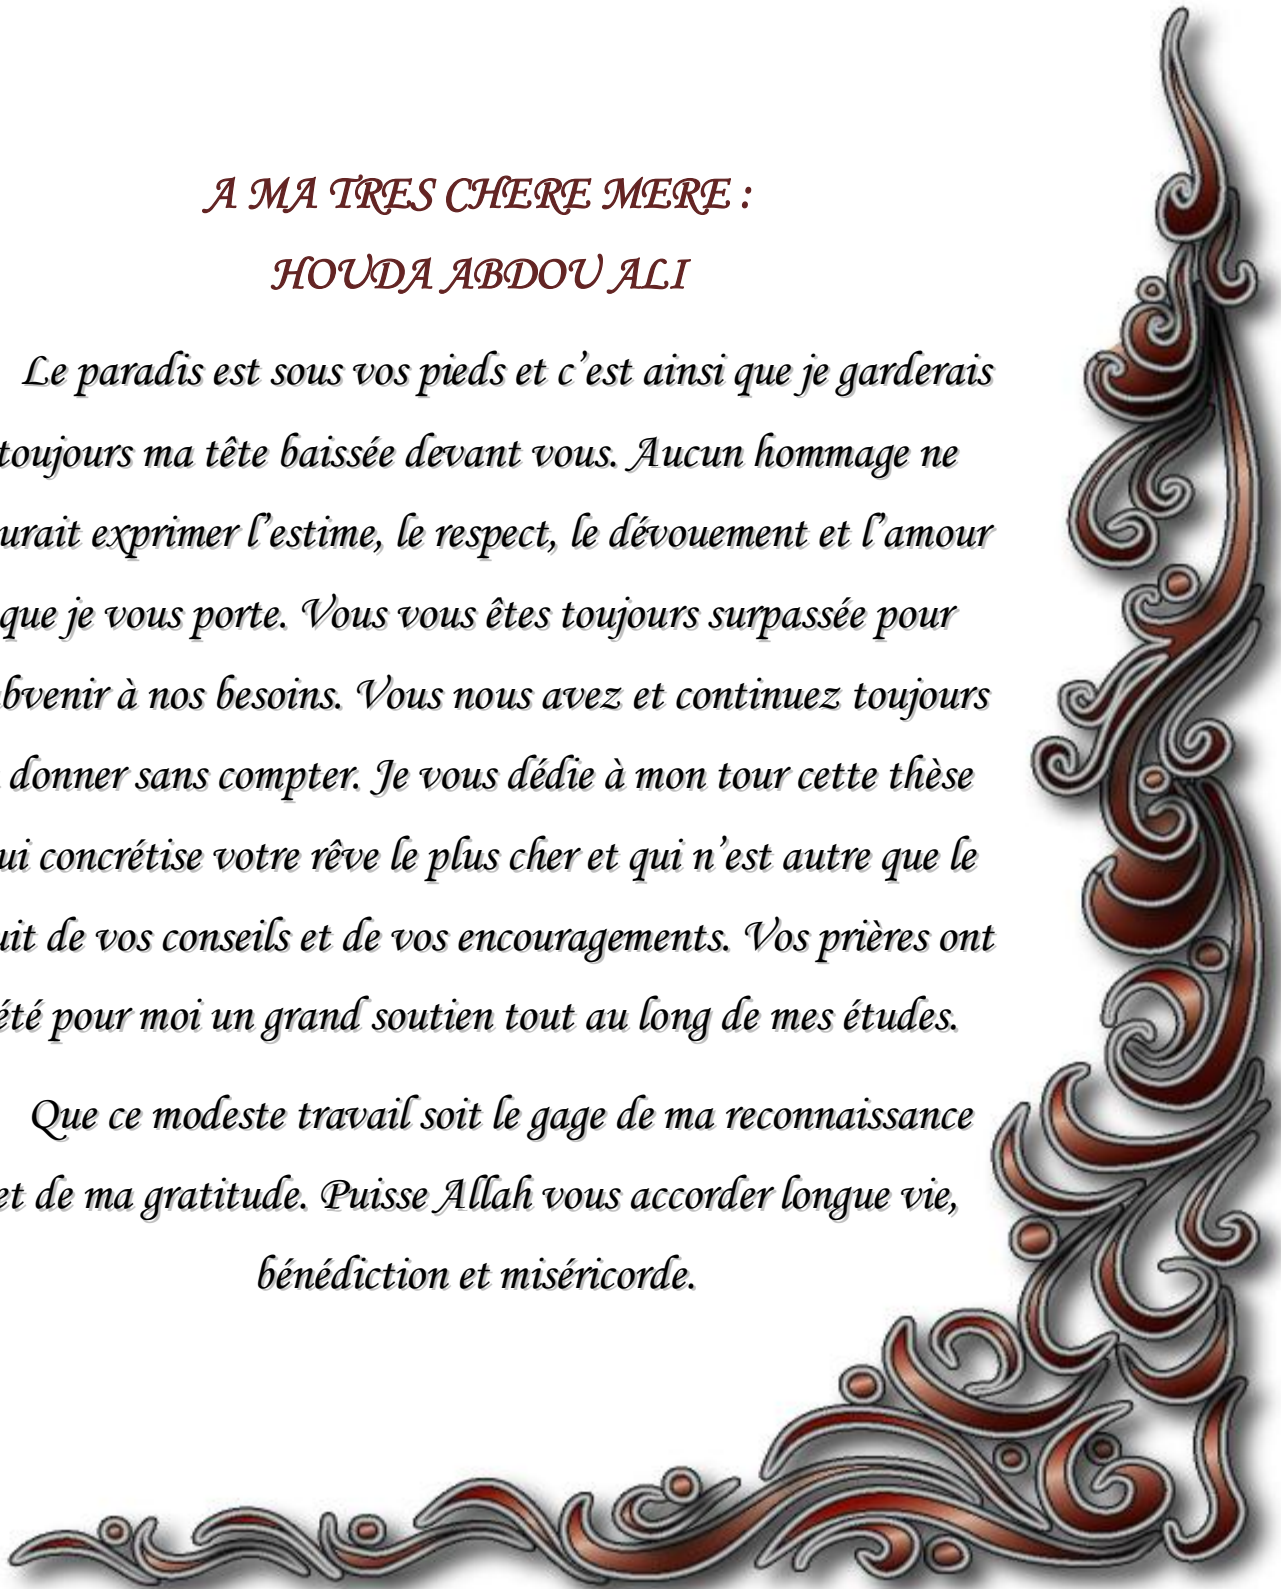 A MA TRES CHERE MERE :
HOUDA ABDOU ALI
Le paradis est sous vos pieds et c’est ainsi que je garderais
toujours ma tête baissée devant vous. Aucun hommage ne
urait exprimer l’estime, le respect, le dévouement et l’amour
que je vous porte. Vous vous êtes toujours surpassée pour
bvenir à nos besoins. Vous nous avez et continuez toujours
donner sans compter. Je vous dédie à mon tour cette thèse
ui concrétise votre rêve le plus cher et qui n’est autre que le
uit de vos conseils et de vos encouragements. Vos prières ont
été pour moi un grand soutien tout au long de mes études.
Que ce modeste travail soit le gage de ma reconnaissance
et de ma gratitude. Puisse Allah vous accorder longue vie,
bénédiction et miséricorde.